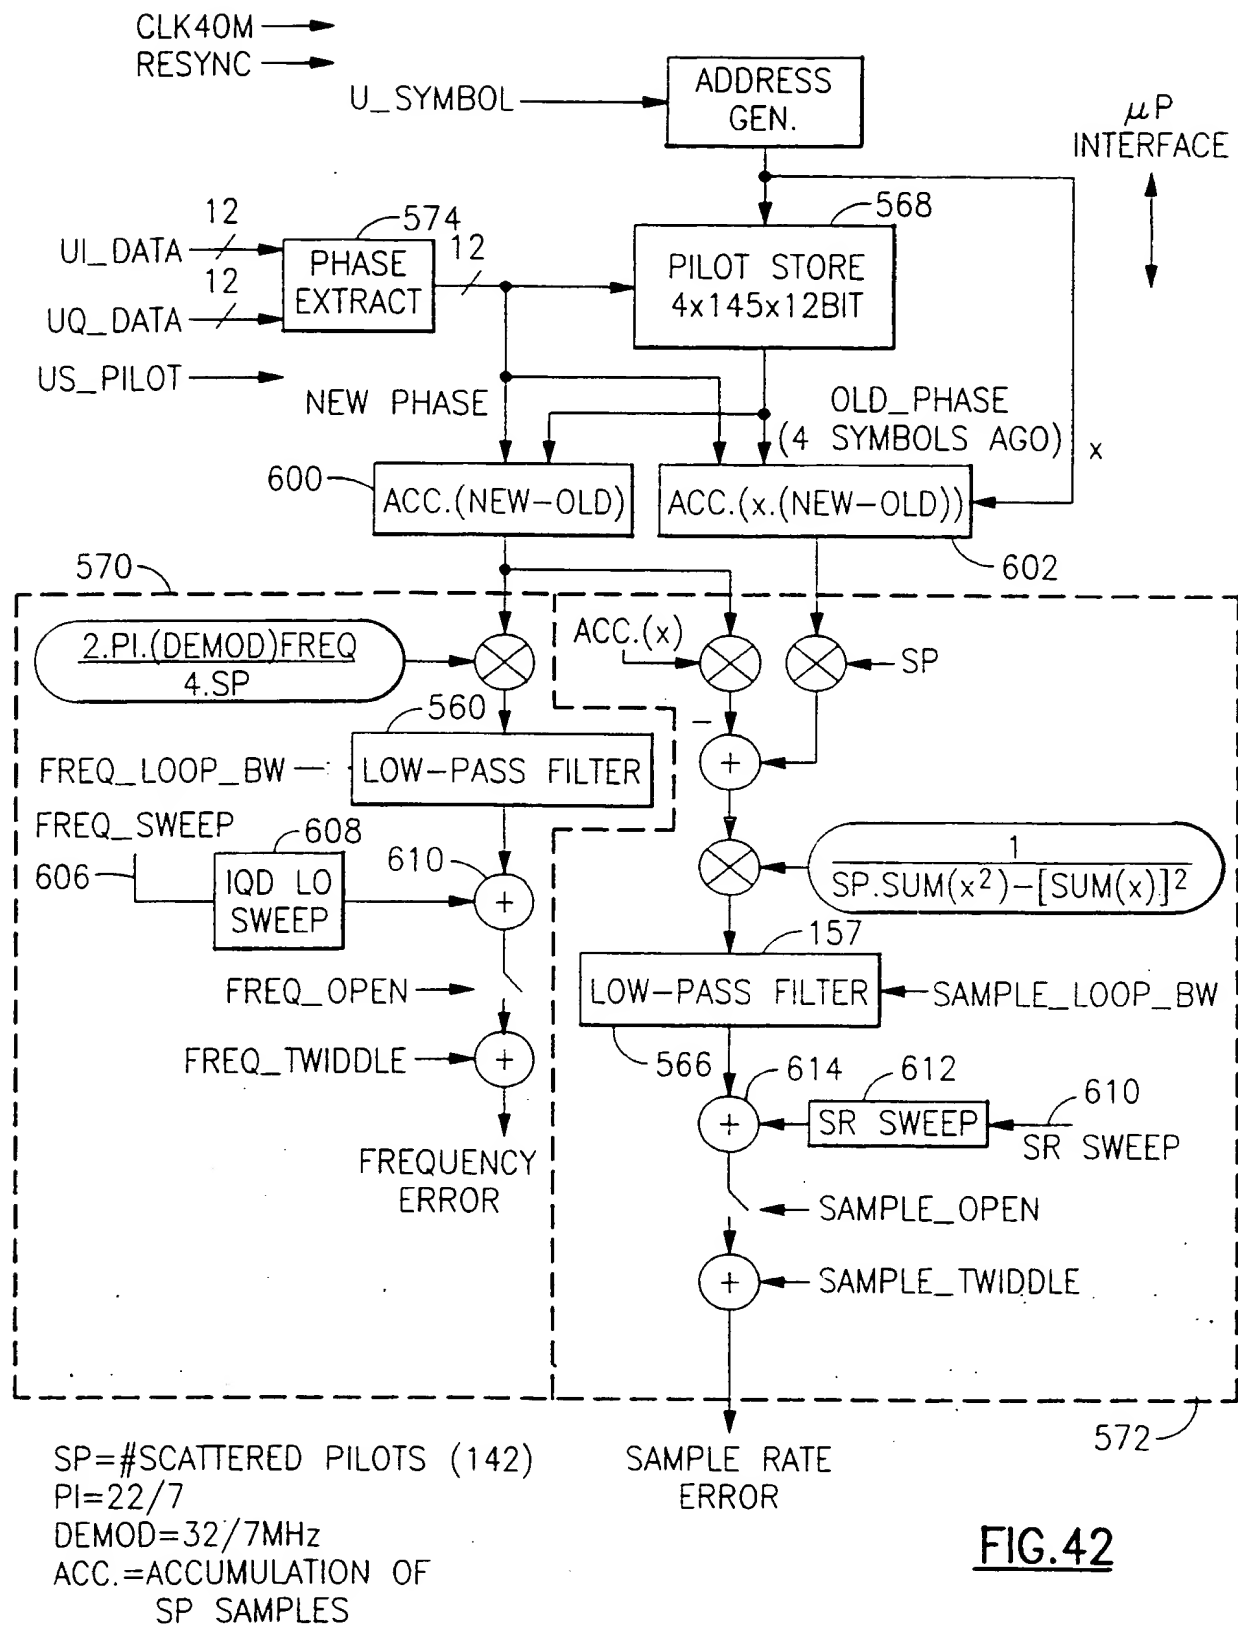 CLK40M
RESYNC
U_SYMBOL
ADDRESS
GEN.
μP
INTERFACE
12
574
12
568
UI_DATA
PHASE
EXTRACT
12
UQ_DATA
PILOT STORE
4x145x12BIT
US_PILOT
NEW PHASE
OLD_PHASE
(4 SYMBOLS AGO)
x
600
ACC.(NEW-OLD)
ACC.(x.(NEW-OLD))
602
570
2.PI.(DEMOD)FREQ
4.SP
ACC.(x)
SP
560
-
+
FREQ_LOOP_BW
LOW-PASS FILTER
FREQ_SWEEP
608
606
IQD LO
SWEEP
610
+
1
SP.SUM(x²)-[SUM(x).]²
157
FREQ_OPEN
LOW-PASS FILTER
SAMPLE_LOOP_BW
FREQ_TWIDDLE
+
566
614
612
610
+
SR SWEEP
SR SWEEP
FREQUENCY
ERROR
SAMPLE_OPEN
+
SAMPLE_TWIDDLE
572
SP=#SCATTERED PILOTS (142)
PI=22/7
DEMOD=32/7MHz
ACC.=ACCUMULATION OF
SP SAMPLES
SAMPLE RATE
ERROR
FIG.42